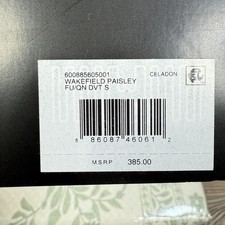 600885605001
CELADON
WAKEFIELD PAISLEY
FU/QN DVT S
8 86087 46061 2
M.S.R.P 385.00